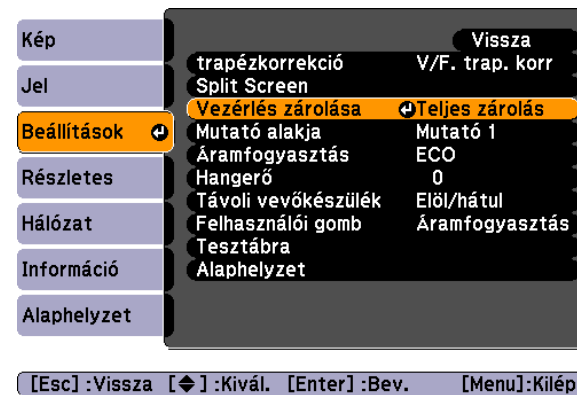 Kép
Jel
Beállítások
Részletes
Hálózat
Információ
Alaphelyzet
Vissza
trapézkorrekció V/F. trap. korr
Split Screen
Vezérlés zárolása Teljes zárolás
Mutató alakja Mutató 1
Áramfogyasztás ECO
Hangerő 0
Távoli vevőkészülék Elöl/hátul
Felhasználói gomb Áramfogyasztás
Tesztábra
Alaphelyzet
[Esc] :Vissza [◆] :Kivál. [Enter] :Bev. [Menu]:Kilép